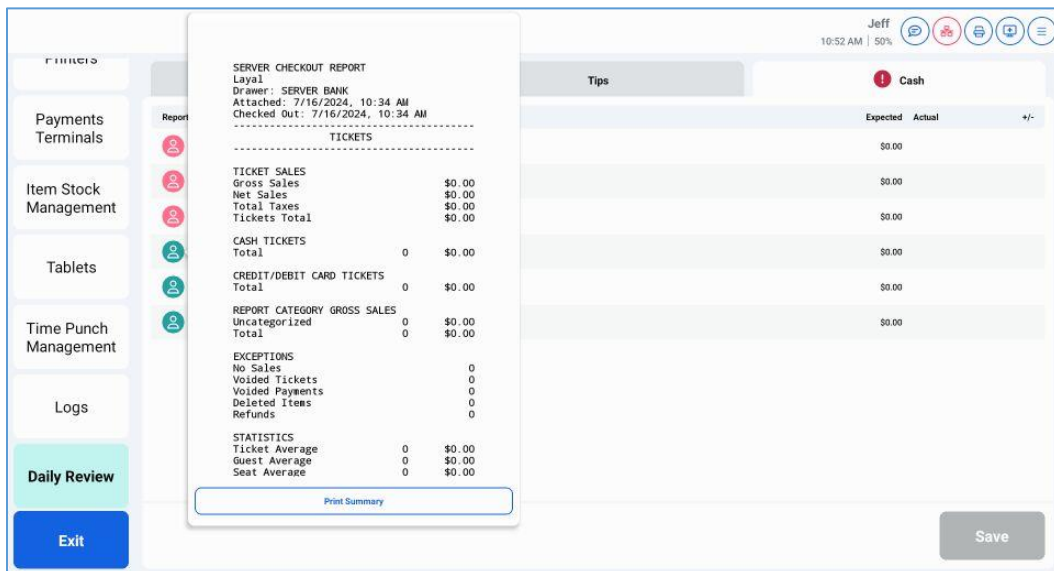 Jeff
10:52 AM | 50%
Printers
Payments
Terminals
Item Stock
Management
Tablets
Time Punch
Management
Logs
Daily Review
Exit
Tips
! Cash
Report
Expected Actual +/-
$0.00
$0.00
$0.00
$0.00
$0.00
$0.00
SERVER CHECKOUT REPORT
Layal
Drawer: SERVER BANK
Attached: 7/16/2024, 10:34 AM
Checked Out: 7/16/2024, 10:34 AM
-----------------------------------------
TICKETS
-----------------------------------------
TICKET SALES
Gross Sales $0.00
Net Sales $0.00
Total Taxes $0.00
Tickets Total $0.00
CASH TICKETS
Total 0 $0.00
CREDIT/DEBIT CARD TICKETS
Total 0 $0.00
REPORT CATEGORY GROSS SALES
Uncategorized 0 $0.00
Total 0 $0.00
EXCEPTIONS
No Sales 0
Voided Tickets 0
Voided Payments 0
Deleted Items 0
Refunds 0
STATISTICS
Ticket Average 0 $0.00
Guest Average 0 $0.00
Seat Average 0 $0.00
Print Summary
Save